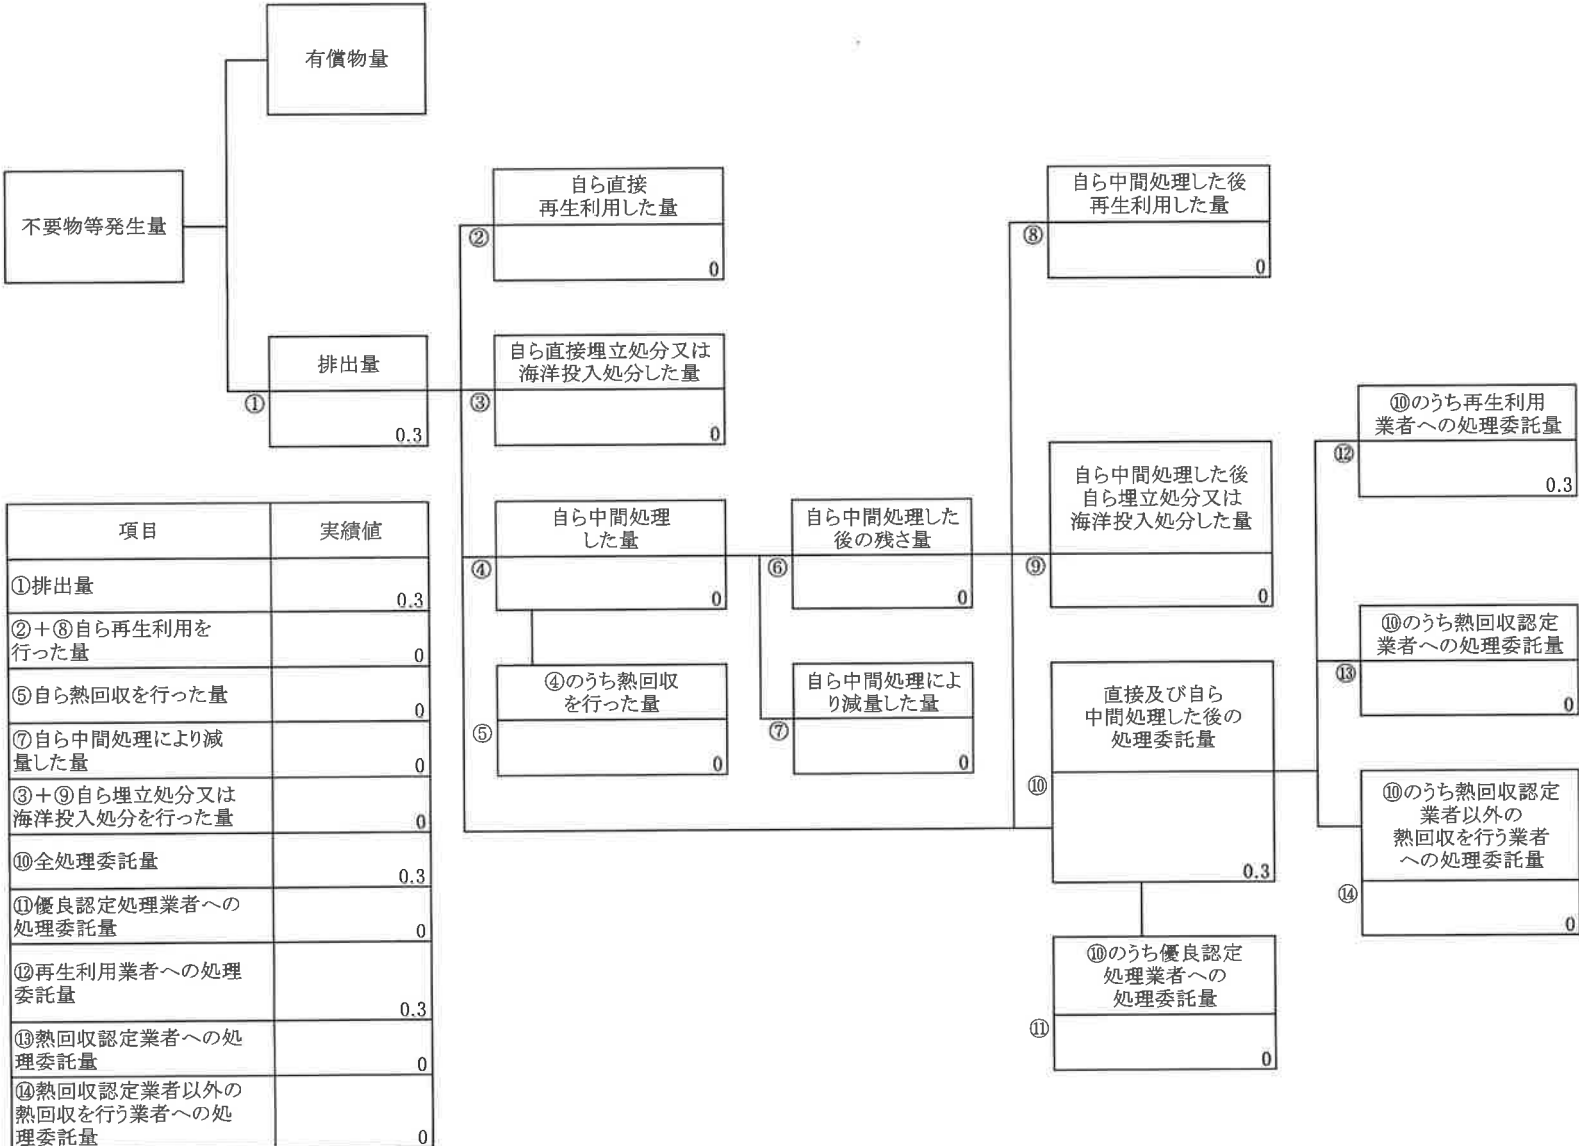 有償物量
不要物等発生量
排出量
①
0.3
自ら直接
再生利用した量
②
0
自ら直接埋立処分又は
海洋投入処分した量
③
0
自ら中間処理
した量
④
0
④のうち熱回収
を行った量
⑤
0
自ら中間処理した
後の残さ量
⑥
0
自ら中間処理によ
り減量した量
⑦
0
自ら中間処理した後
再生利用した量
⑧
0
自ら中間処理した後
自ら埋立処分又は
海洋投入処分した量
⑨
0
直接及び自ら
中間処理した後の
処理委託量
⑩
0.3
⑩のうち優良認定
処理業者への
処理委託量
⑪
0
⑩のうち再生利用
業者への処理委託量
⑫
0.3
⑩のうち熱回収認定
業者への処理委託量
⑬
0
⑩のうち熱回収認定
業者以外の
熱回収を行う業者
への処理委託量
⑭
0
項目 実績値
①排出量
0.3
②＋⑧自ら再生利用を
行った量 0
⑤自ら熱回収を行った量
0
⑦自ら中間処理により減
量した量 0
③＋⑨自ら埋立処分又は
海洋投入処分を行った量 0
⑩全処理委託量
0.3
⑪優良認定処理業者への
処理委託量 0
⑫再生利用業者への処理
委託量
0.3
⑬熱回収認定業者への処
理委託量 0
⑭熱回収認定業者以外の
熱回収を行う業者への処
理委託量 0